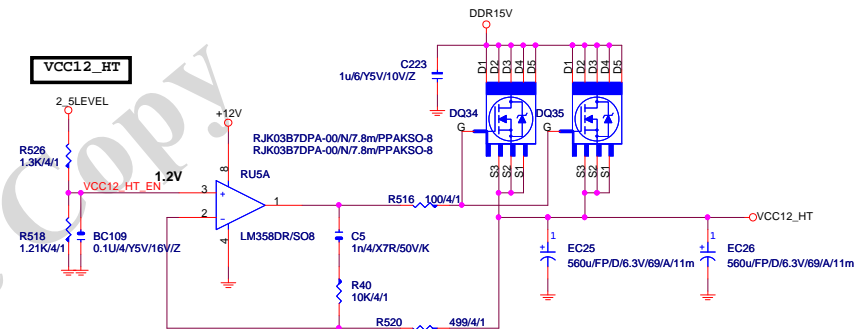 DDR15V
VCC12_HT
C223
1u/6/Y5V/10V/Z
D1 D2 D3 D4 D5
D1 D2 D3 D4 D5
2_5LEVEL
+12V
DQ34
DQ35
G
G
R526
1.3K/4/1
RJK03B7DPA-00/N/7.8m/PPAKSO-8
RJK03B7DPA-00/N/7.8m/PPAKSO-8
S3 S2 S1
S3 S2 S1
1.2V
VCC12_HT_EN
8
RU5A
3
+
1
2
-
4
R516
100/4/1
R518
1.21K/4/1
BC109
0.1U/4/Y5V/16V/Z
LM358DR/SO8
C5
1n/4/X7R/50V/K
VCC12_HT
1
+
EC25
560u/FP/D/6.3V/69/A/11m
1
+
EC26
560u/FP/D/6.3V/69/A/11m
R40
10K/4/1
R520
499/4/1
Copy